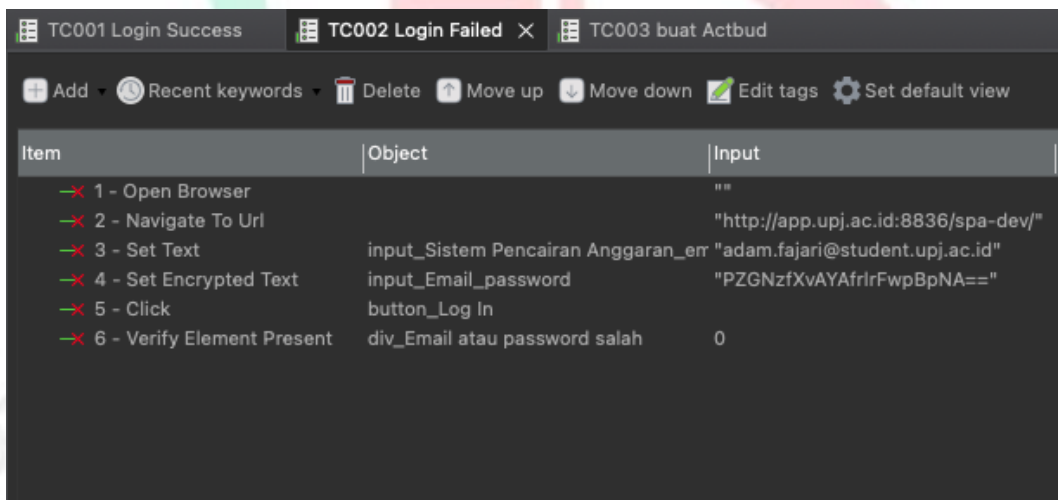 TC001 Login Success TC002 Login Failed TC003 buat Actbud
Add Recent keywords Delete Move up Move down Edit tags Set default view
Item Object Input
1 - Open Browser ""
2 - Navigate To Url "http://app.upj.ac.id:8836/spa-dev/"
3 - Set Text input_Sistem Pencairan Anggaran_em "adam.fajari@student.upj.ac.id"
4 - Set Encrypted Text input_Email_password "PZGNzfXvAYAfrlrFwpBpNA=="
5 - Click button_Log In
6 - Verify Element Present div_Email atau password salah 0